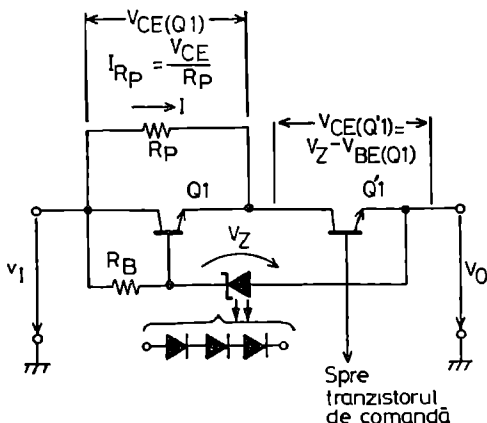 VCE(Q1)
IRP = VCE/RP
I
RP
VCE(Q'1)=
VZ-VBE(Q1)
Q1
Q'1
VZ
RB
vI
VO
Spre
tranzistorul
de comandă